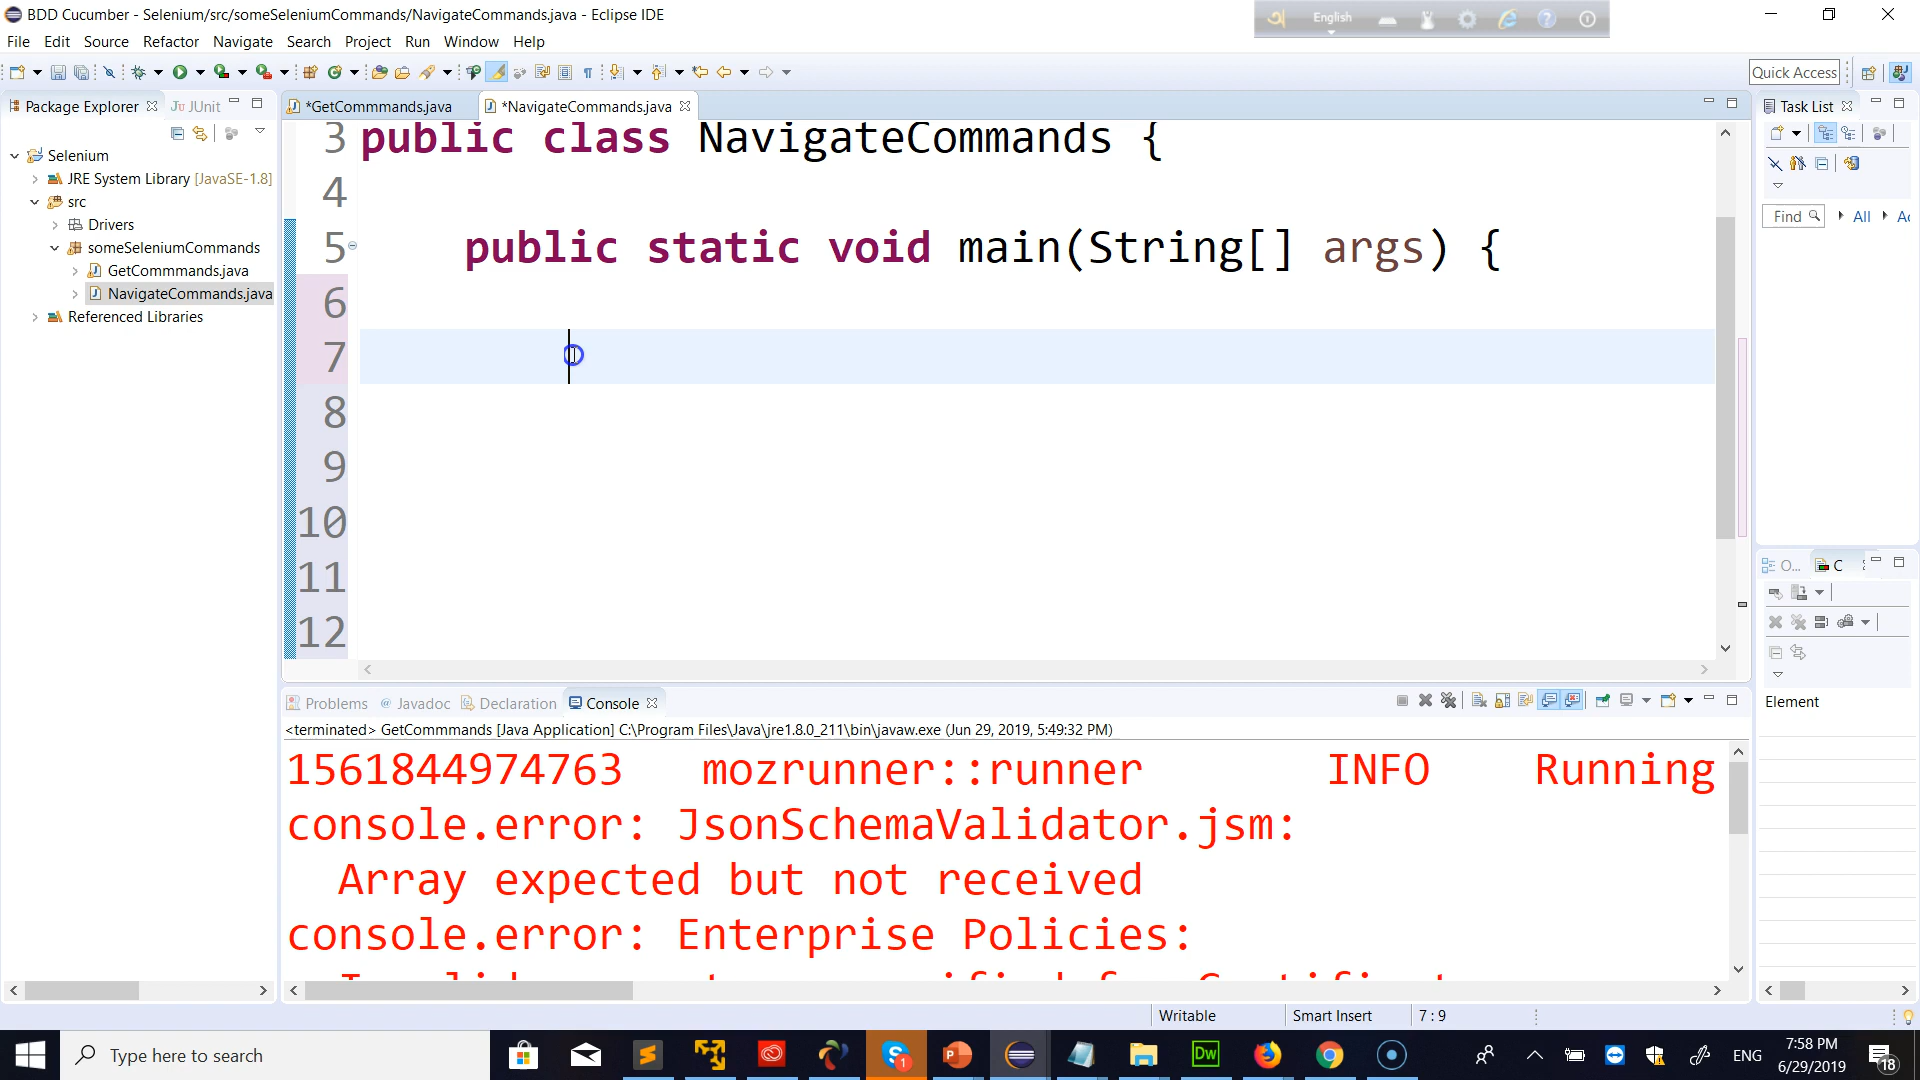 BDD Cucumber - Selenium/src/someSeleniumCommands/NavigateCommands.java - Eclipse IDE
English
File Edit Source Refactor Navigate Search Project Run Window Help
Quick Access
Package Explorer JUnit
*GetCommmands.java *NavigateCommands.java
Task List
Selenium
JRE System Library [JavaSE-1.8]
src
Drivers
someSeleniumCommands
GetCommmands.java
NavigateCommands.java
Referenced Libraries
3 public class NavigateCommands {
4
5 public static void main(String[] args) {
6
7
8
9
10
11
12
Find All
O... C
Element
Problems @ Javadoc Declaration Console
<terminated> GetCommmands [Java Application] C:\Program Files\Java\jre1.8.0_211\bin\javaw.exe (Jun 29, 2019, 5:49:32 PM)
1561844974763 mozrunner::runner INFO Running
console.error: JsonSchemaValidator.jsm:
Array expected but not received
console.error: Enterprise Policies:
Writable Smart Insert 7 : 9
Type here to search
1
Dw
ENG
7:58 PM
6/29/2019
18